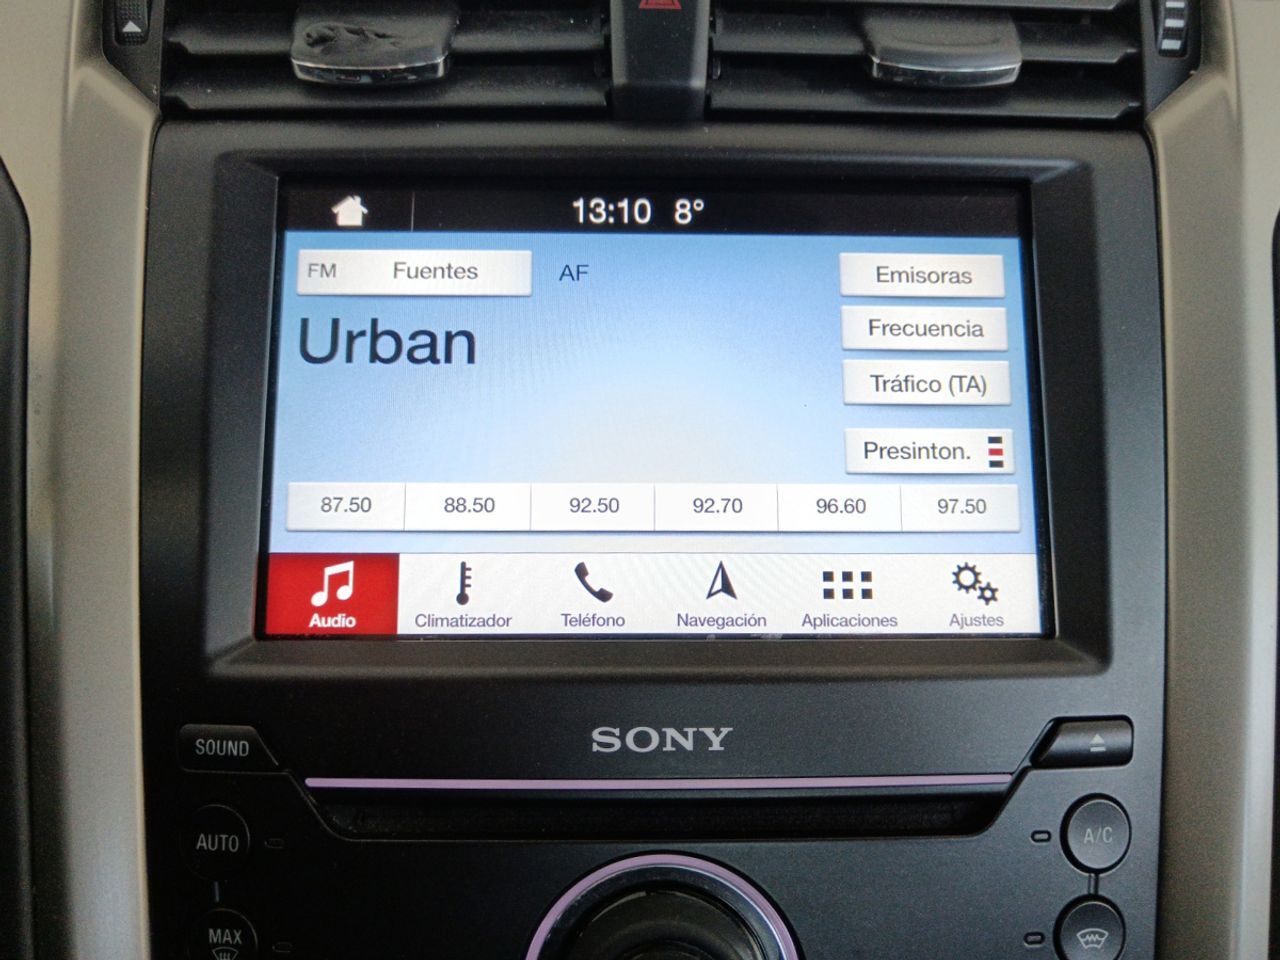 13:10 8°
FM Fuentes AF Emisoras
Urban
Frecuencia
Tráfico (TA)
Presinton.
87.50 88.50 92.50 92.70 96.60 97.50
Audio Climatizador Teléfono Navegación Aplicaciones Ajustes
SONY
SOUND
AUTO A/C
MAX